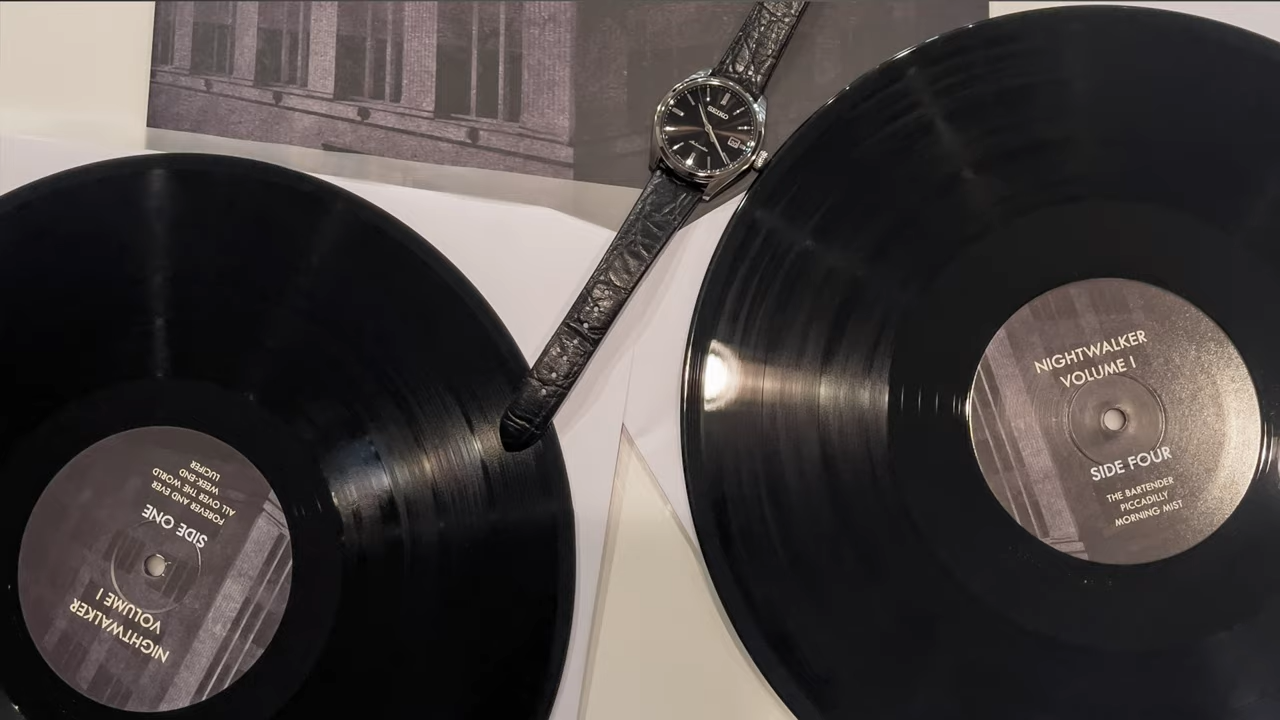 SEIKO
NIGHTWALKER
VOLUME I
SIDE ONE
FOREVER AND EVER
ALL OVER THE WORLD
WEEK-END
LUCIFER
NIGHTWALKER
VOLUME I
SIDE FOUR
THE BARTENDER
PICCADILLY
MORNING MIST